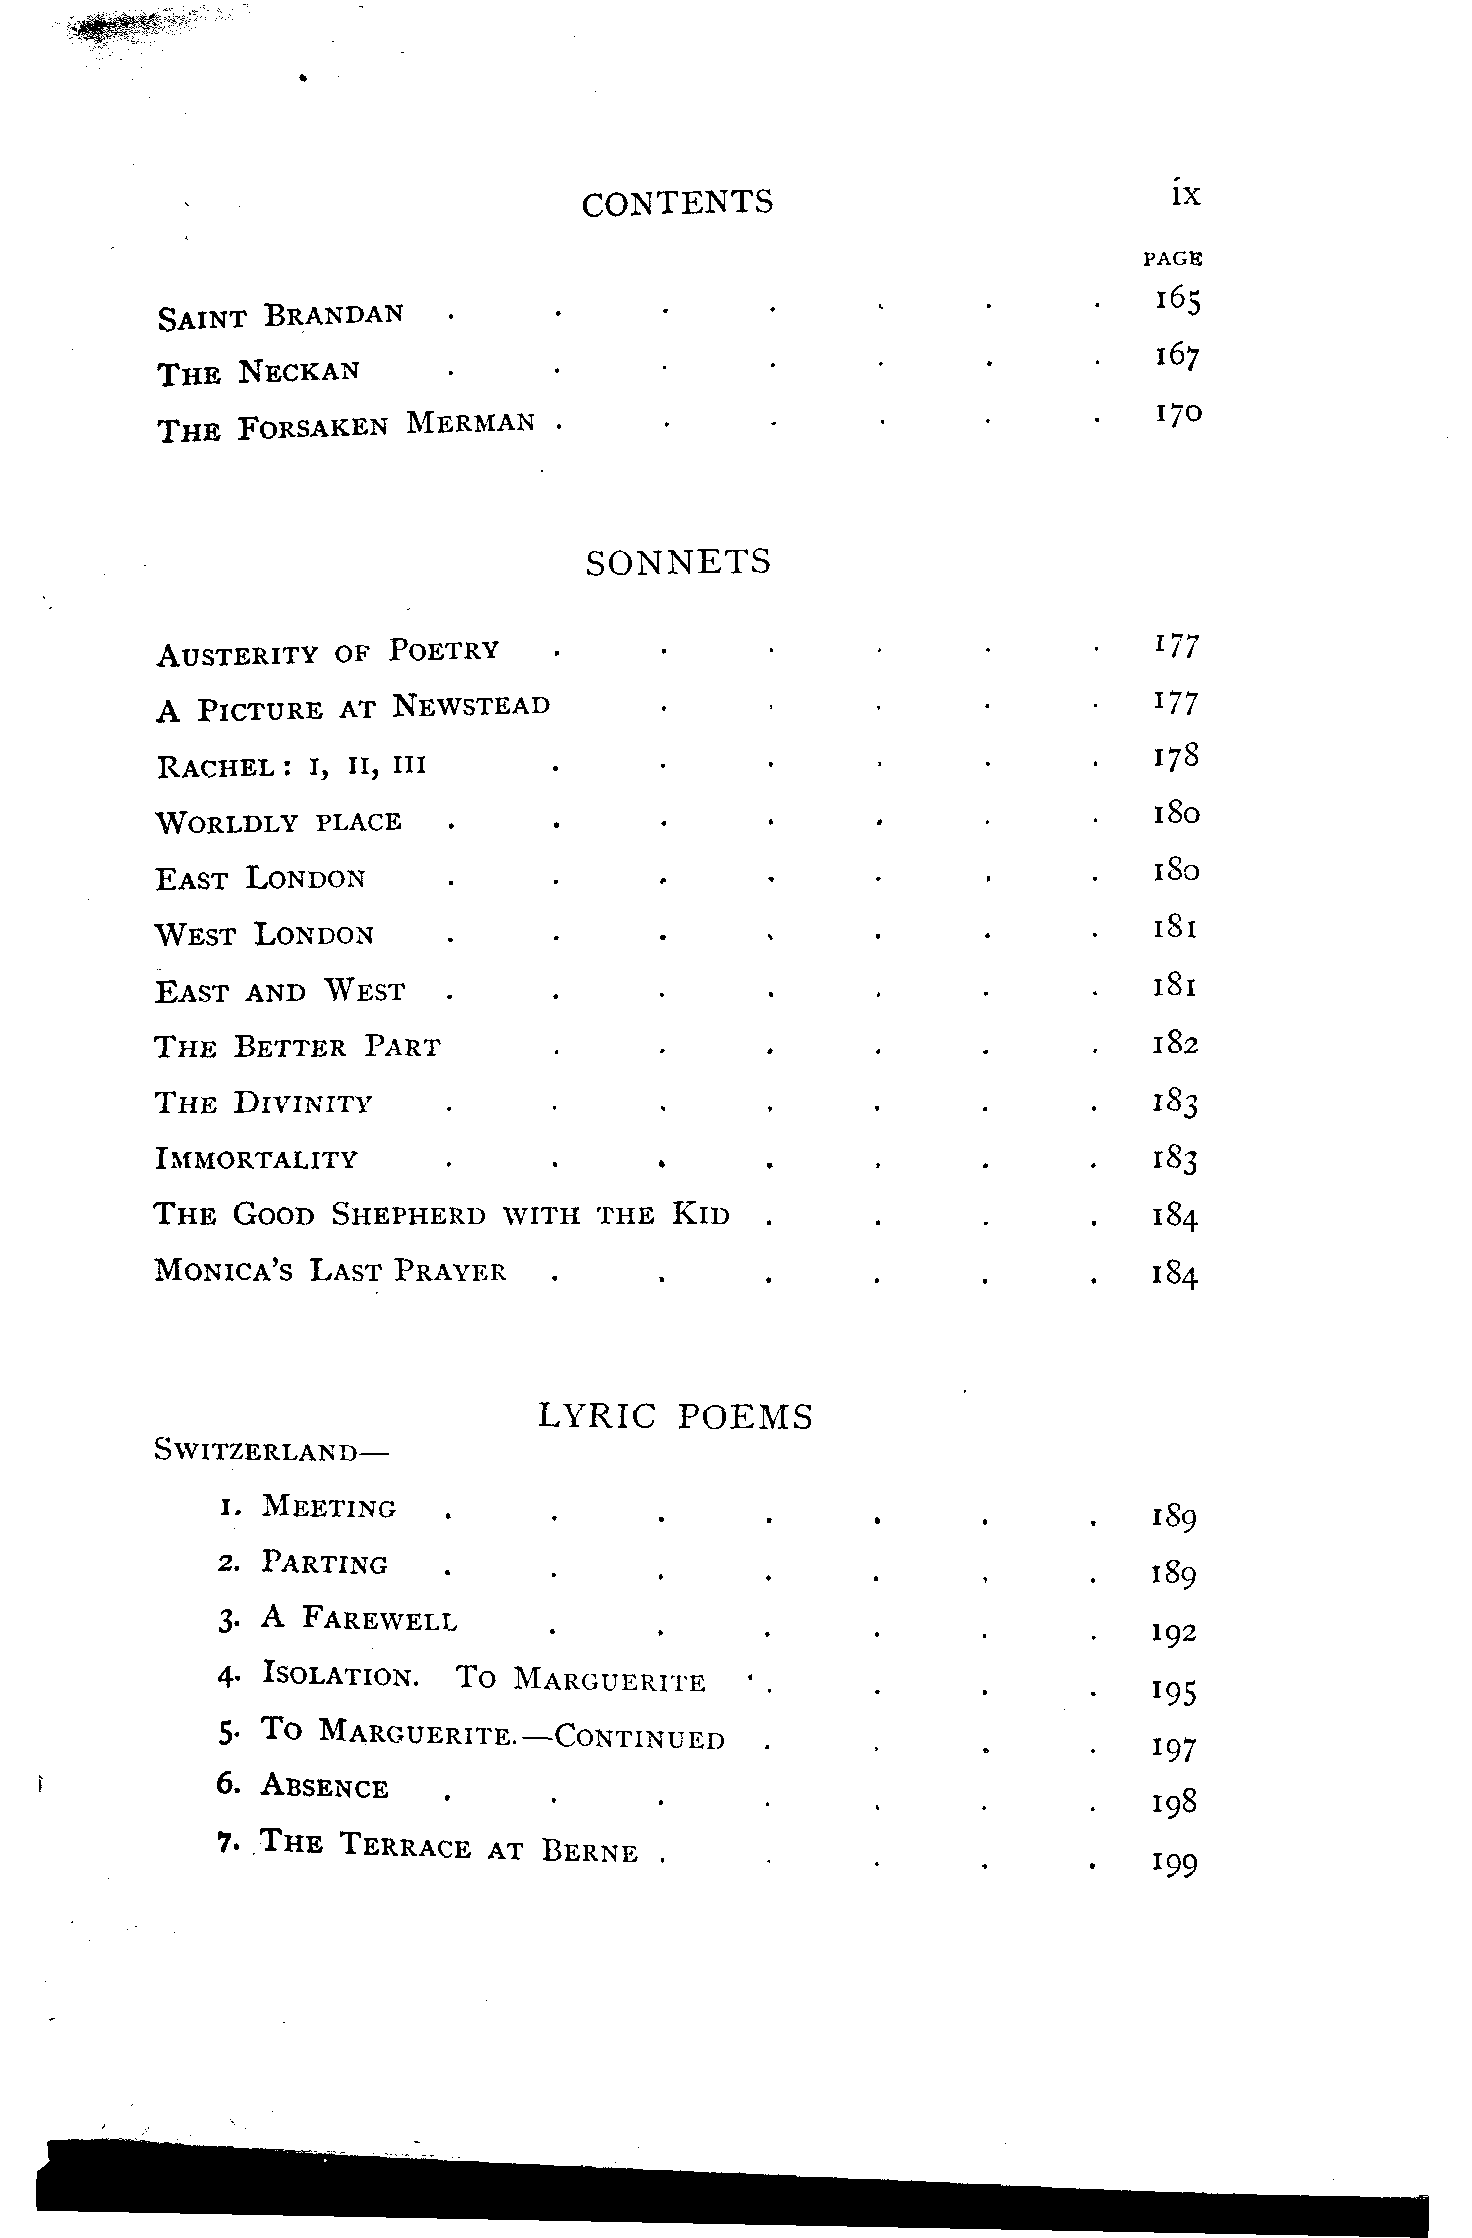 CONTENTS ix
PAGE
SAINT BRANDAN . . . . . . . 165
THE NECKAN . . . . . . . 167
THE FORSAKEN MERMAN . . . . . . 170
SONNETS
AUSTERITY OF POETRY . . . . . . 177
A PICTURE AT NEWSTEAD . . . . . 177
RACHEL: I, II, III . . . . . . 178
WORLDLY PLACE . . . . . . . 180
EAST LONDON . . . . . . . 180
WEST LONDON . . . . . . . 181
EAST AND WEST . . . . . . . 181
THE BETTER PART . . . . . . 182
THE DIVINITY . . . . . . . 183
IMMORTALITY . . . . . . . 183
THE GOOD SHEPHERD WITH THE KID . . . . 184
MONICA'S LAST PRAYER . . . . . . 184
LYRIC POEMS
SWITZERLAND—
1. MEETING . . . . . . . 189
2. PARTING . . . . . . . 189
3. A FAREWELL . . . . . . 192
4. ISOLATION. TO MARGUERITE . . . . 195
5. TO MARGUERITE.—CONTINUED . . . . 197
6. ABSENCE . . . . . . . 198
7. THE TERRACE AT BERNE . . . . . 199